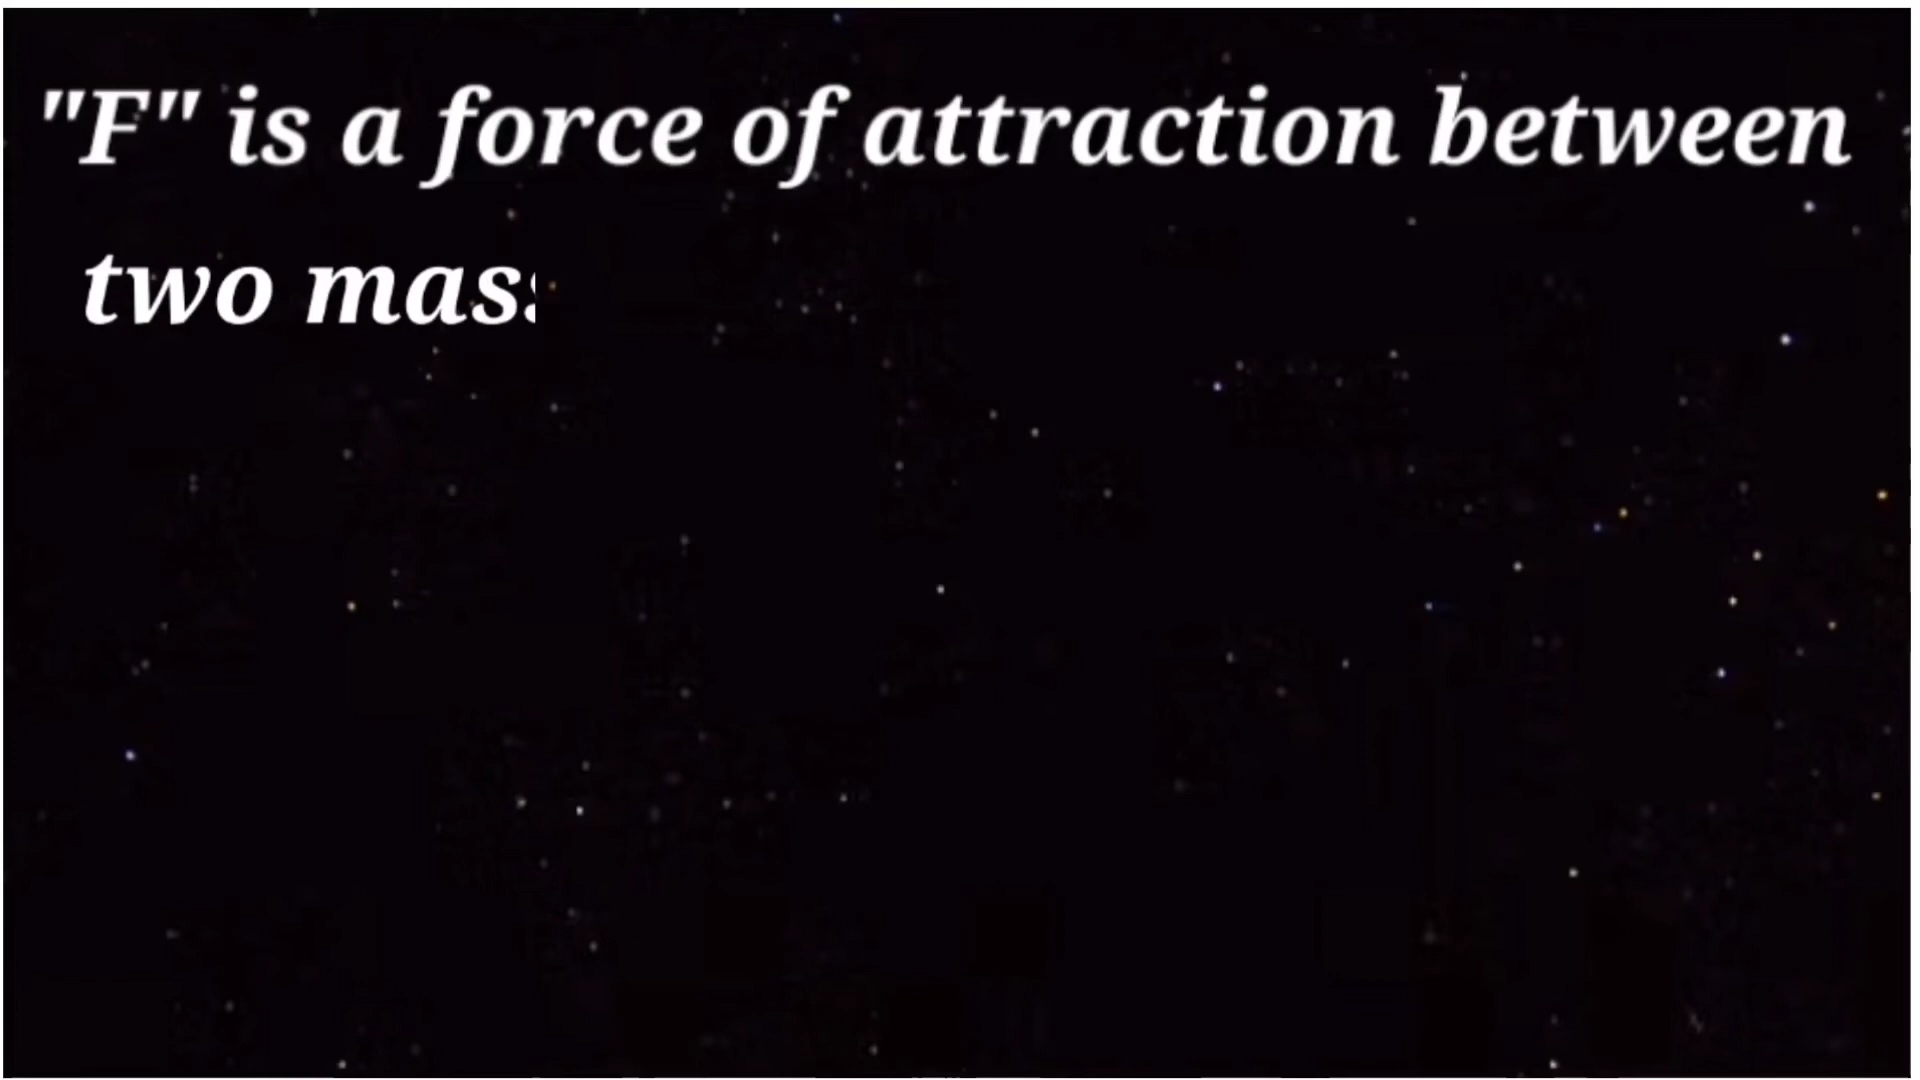 "F" is a force of attraction between
two mas